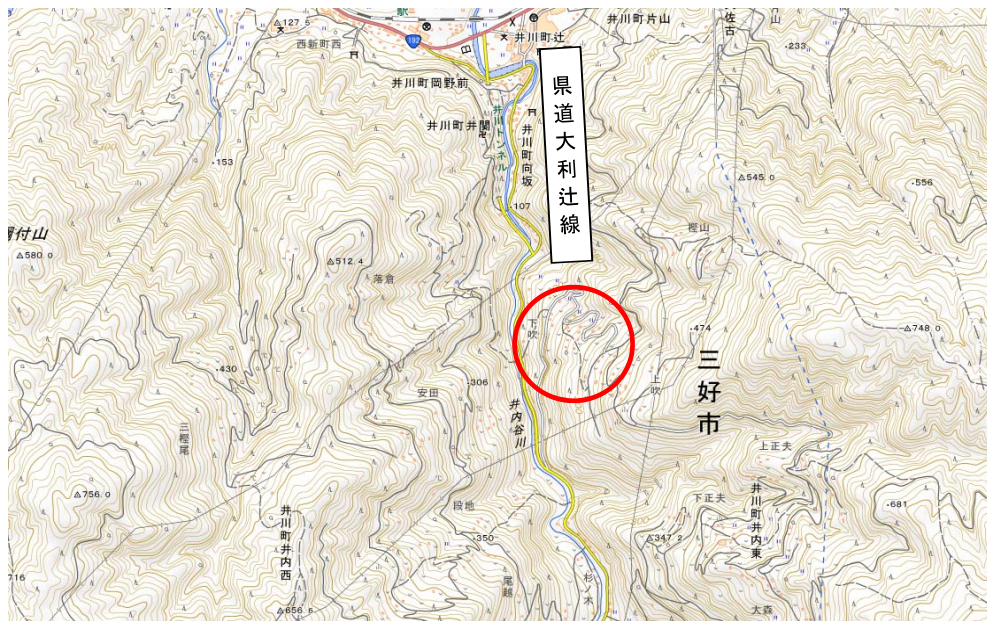 駅
△127.5
井川町片山
佐古
井川町辻
192
西新町西
・233
井川町岡野前
県道大利辻線
井川町井関
井川トンネル
井川町向坂
・153
△545.0
・556
・107
樫山
△580.0
△512.4
落倉
下吹
・474
△748.0
三好市
・430
・306
上吹
安田
井内谷川
三樫尾
上正夫
△756.0
段地
下正夫
井川町井内東
・681
井川町井内西
・350
△347.2
716
尾越
杉ノ木
△656.6
大森